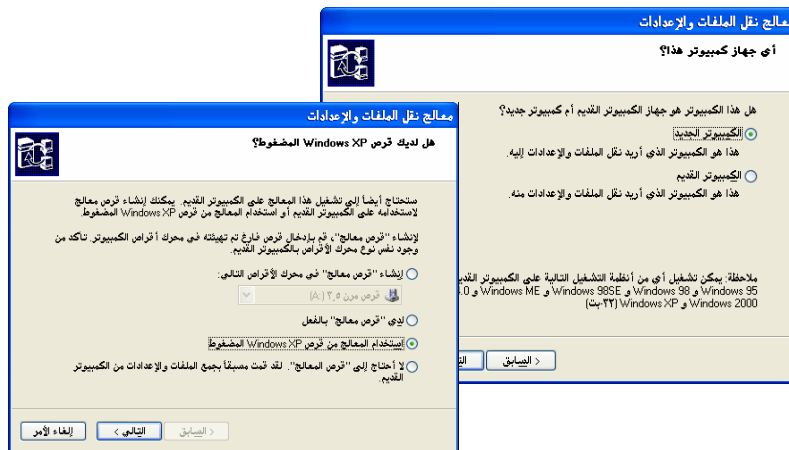 معالج نقل الملفات والإعدادات
أي جهاز كمبيوتر هذا؟
هل هذا الكمبيوتر هو جهاز الكمبيوتر القديم أم كمبيوتر جديد؟
الكمبيوتر الجديد
هذا هو الكمبيوتر الذي أريد نقل الملفات والإعدادات إليه.
الكمبيوتر القديم
هذا هو الكمبيوتر الذي أريد نقل الملفات والإعدادات منه.
ملاحظة: يمكن تشغيل أي من أنظمة التشغيل التالية على الكمبيوتر
Windows 95 و Windows 98 و Windows 98SE و Windows ME و
Windows 2000 و Windows XP (٣٢-بت)
< السابق
معالج نقل الملفات والإعدادات
هل لديك قرص Windows XP المضغوط؟
ستحتاج أيضاً إلى تشغيل هذا المعالج على الكمبيوتر القديم. يمكنك إنشاء قرص معالج
لاستخدامه على الكمبيوتر القديم أو استخدام المعالج من قرص Windows XP المضغوط.
لإنشاء "قرص معالج"، قم بإدخال قرص فارغ تم تهيئته في محرك أقراص الكمبيوتر. تأكد من
وجود نفس نوع محرك الأقراص بالكمبيوتر القديم.
إنشاء "قرص معالج" في محرك الأقراص التالي:
قرص مرن ٣,٥ (A:)
لدي "قرص معالج" بالفعل
إستخدام المعالج من قرص Windows XP المضغوط
لا أحتاج إلى "قرص المعالج". لقد قمت مسبقاً بجمع الملفات والإعدادات من الكمبيوتر
القديم.
< السابق
التالي >
إلغاء الأمر